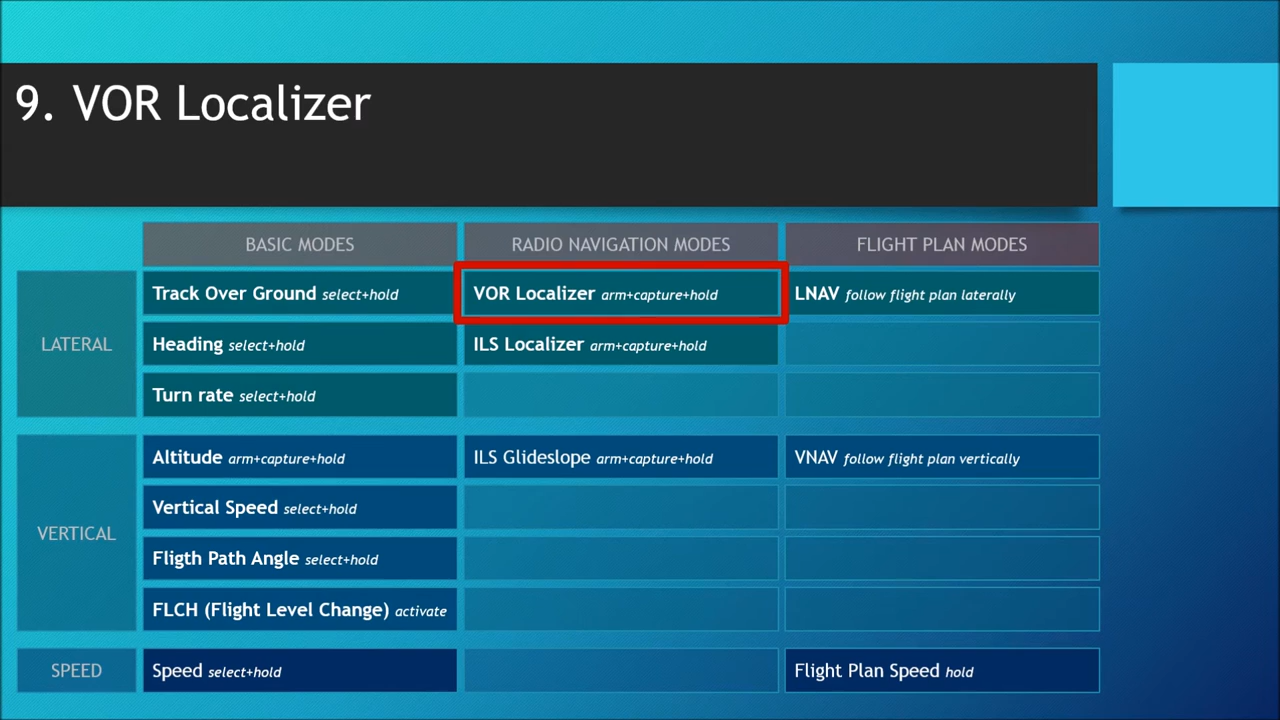 9. VOR Localizer
BASIC MODES
RADIO NAVIGATION MODES
FLIGHT PLAN MODES
LATERAL
Track Over Ground select+hold
VOR Localizer arm+capture+hold
LNAV follow flight plan laterally
Heading select+hold
ILS Localizer arm+capture+hold
Turn rate select+hold
VERTICAL
Altitude arm+capture+hold
ILS Glideslope arm+capture+hold
VNAV follow flight plan vertically
Vertical Speed select+hold
Fligth Path Angle select+hold
FLCH (Flight Level Change) activate
SPEED
Speed select+hold
Flight Plan Speed hold